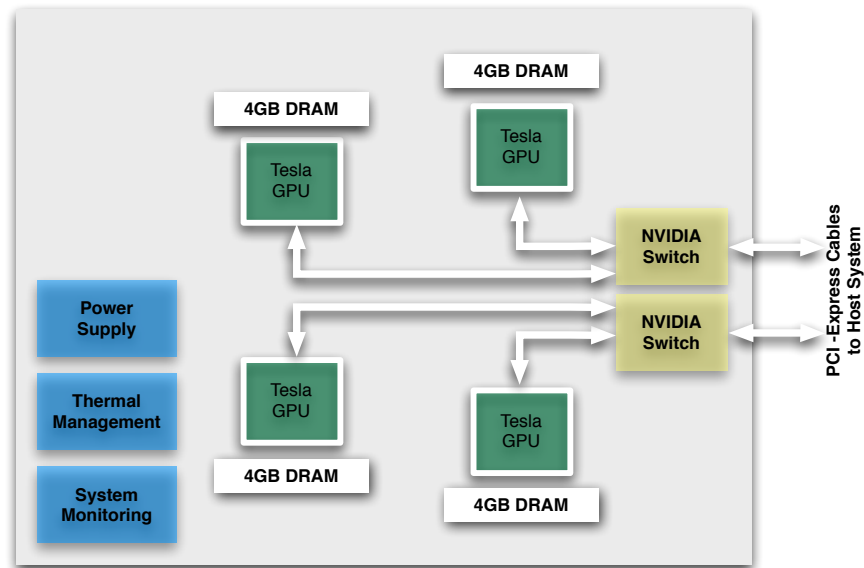 4GB DRAM
4GB DRAM
Tesla
GPU
Tesla
GPU
NVIDIA
Switch
NVIDIA
Switch
PCI -Express Cables
to Host System
Power
Supply
Thermal
Management
System
Monitoring
Tesla
GPU
Tesla
GPU
4GB DRAM
4GB DRAM